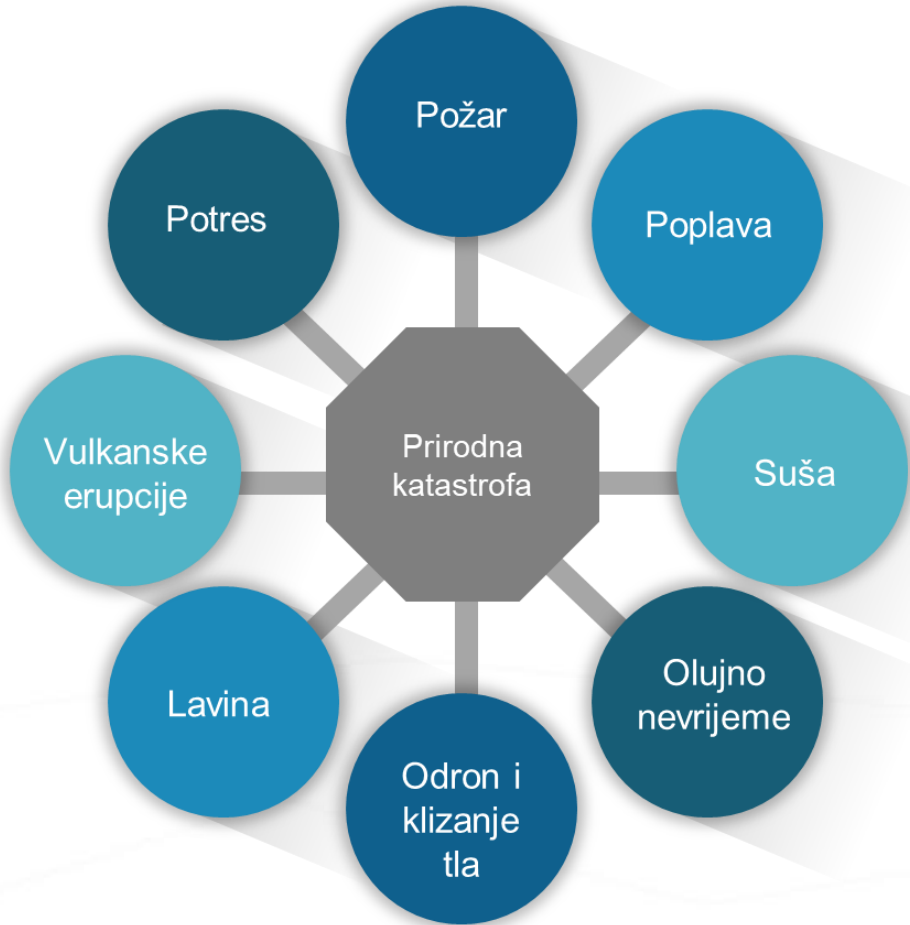 Požar
Potres
Poplava
Vulkanske
erupcije
Prirodna
katastrofa
Suša
Lavina
Olujno
nevrijeme
Odron i
klizanje
tla